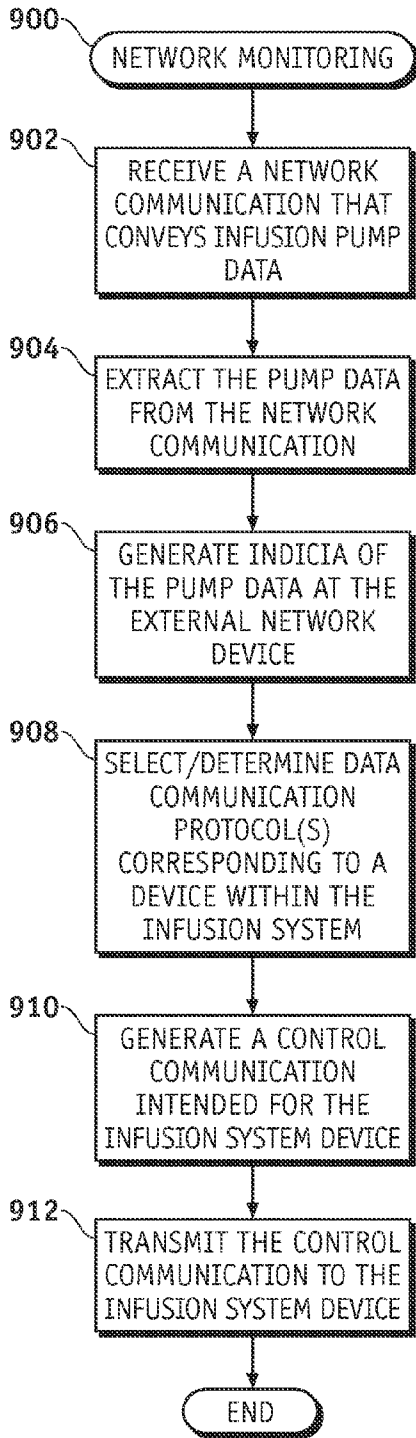 900
NETWORK MONITORING
902
RECEIVE A NETWORK
COMMUNICATION THAT
CONVEYS INFUSION PUMP
DATA
904
EXTRACT THE PUMP DATA
FROM THE NETWORK
COMMUNICATION
906
GENERATE INDICIA OF
THE PUMP DATA AT THE
EXTERNAL NETWORK
DEVICE
908
SELECT/DETERMINE DATA
COMMUNICATION
PROTOCOL(S)
CORRESPONDING TO A
DEVICE WITHIN THE
INFUSION SYSTEM
910
GENERATE A CONTROL
COMMUNICATION
INTENDED FOR THE
INFUSION SYSTEM DEVICE
912
TRANSMIT THE CONTROL
COMMUNICATION TO THE
INFUSION SYSTEM DEVICE
END